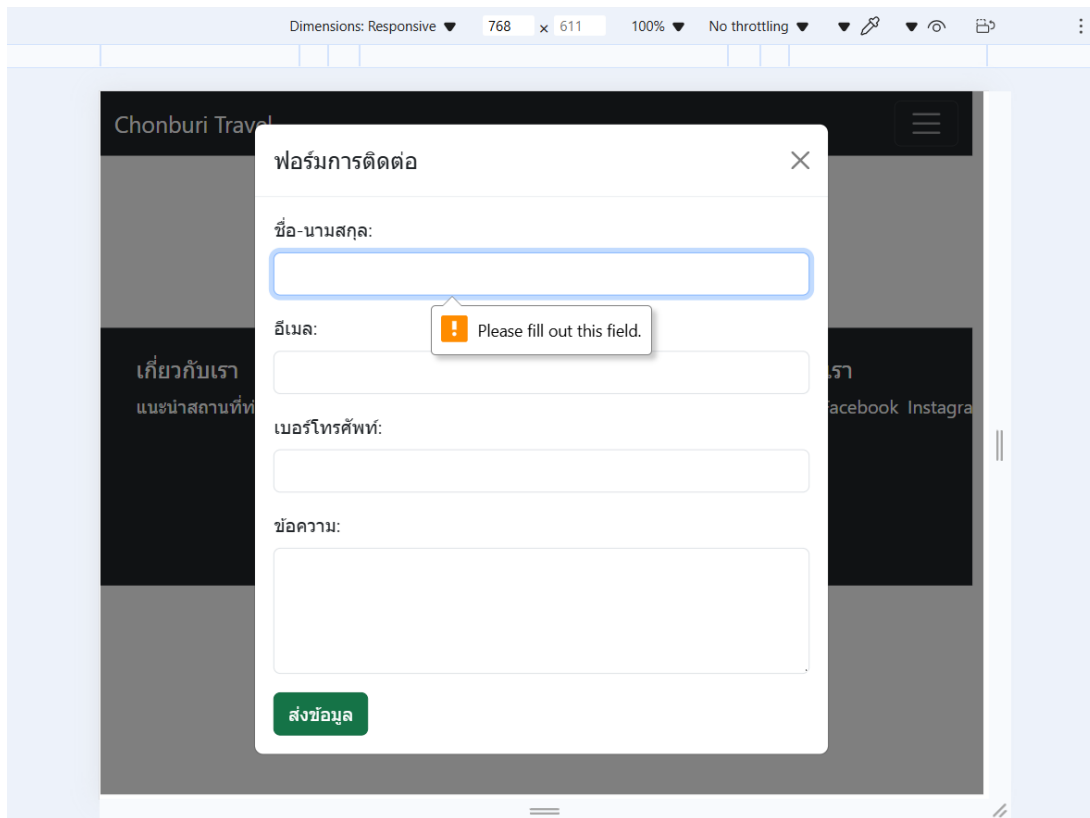 Dimensions: Responsive 768 x 611 100% No throttling
Chonburi Travel
ฟอร์มการติดต่อ
ชื่อ-นามสกุล:
Please fill out this field.
อีเมล:
เกี่ยวกับเรา
แนะนำสถานที่ท่
Facebook Instagra
เบอร์โทรศัพท์:
ข้อความ:
ส่งข้อมูล